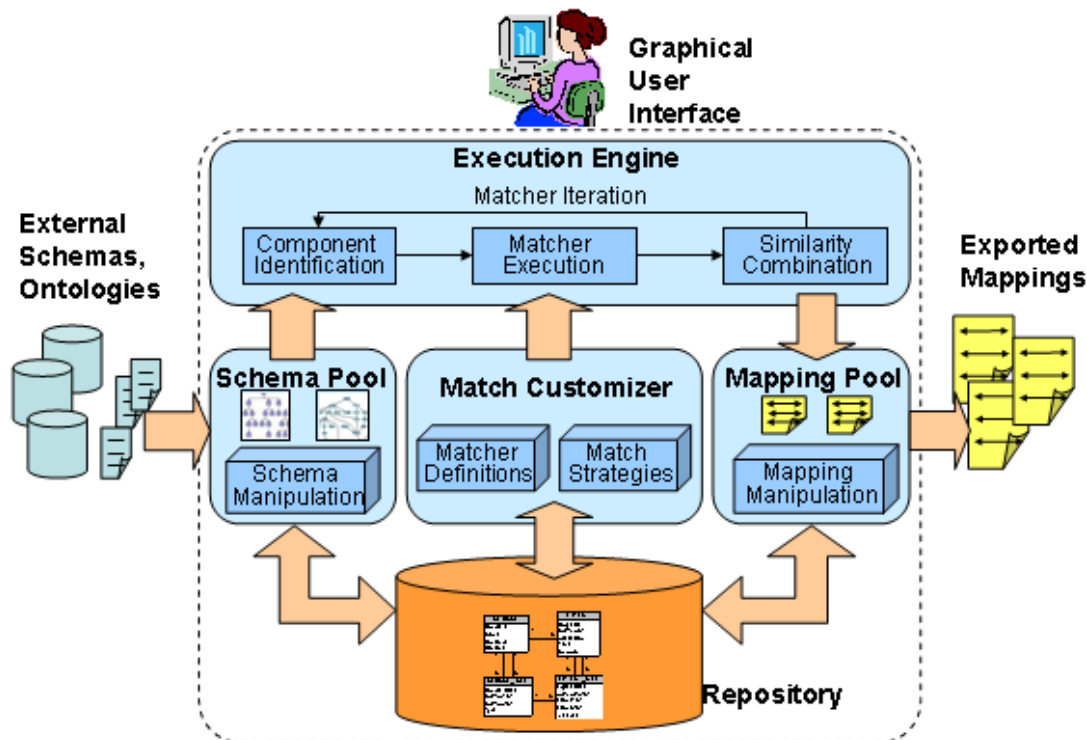 Graphical
User
Interface
Execution Engine
Matcher Iteration
Component
Identification
Matcher
Execution
Similarity
Combination
External
Schemas,
Ontologies
Exported
Mappings
Schema Pool
Schema
Manipulation
Match Customizer
Matcher
Definitions
Match
Strategies
Mapping Pool
Mapping
Manipulation
Repository